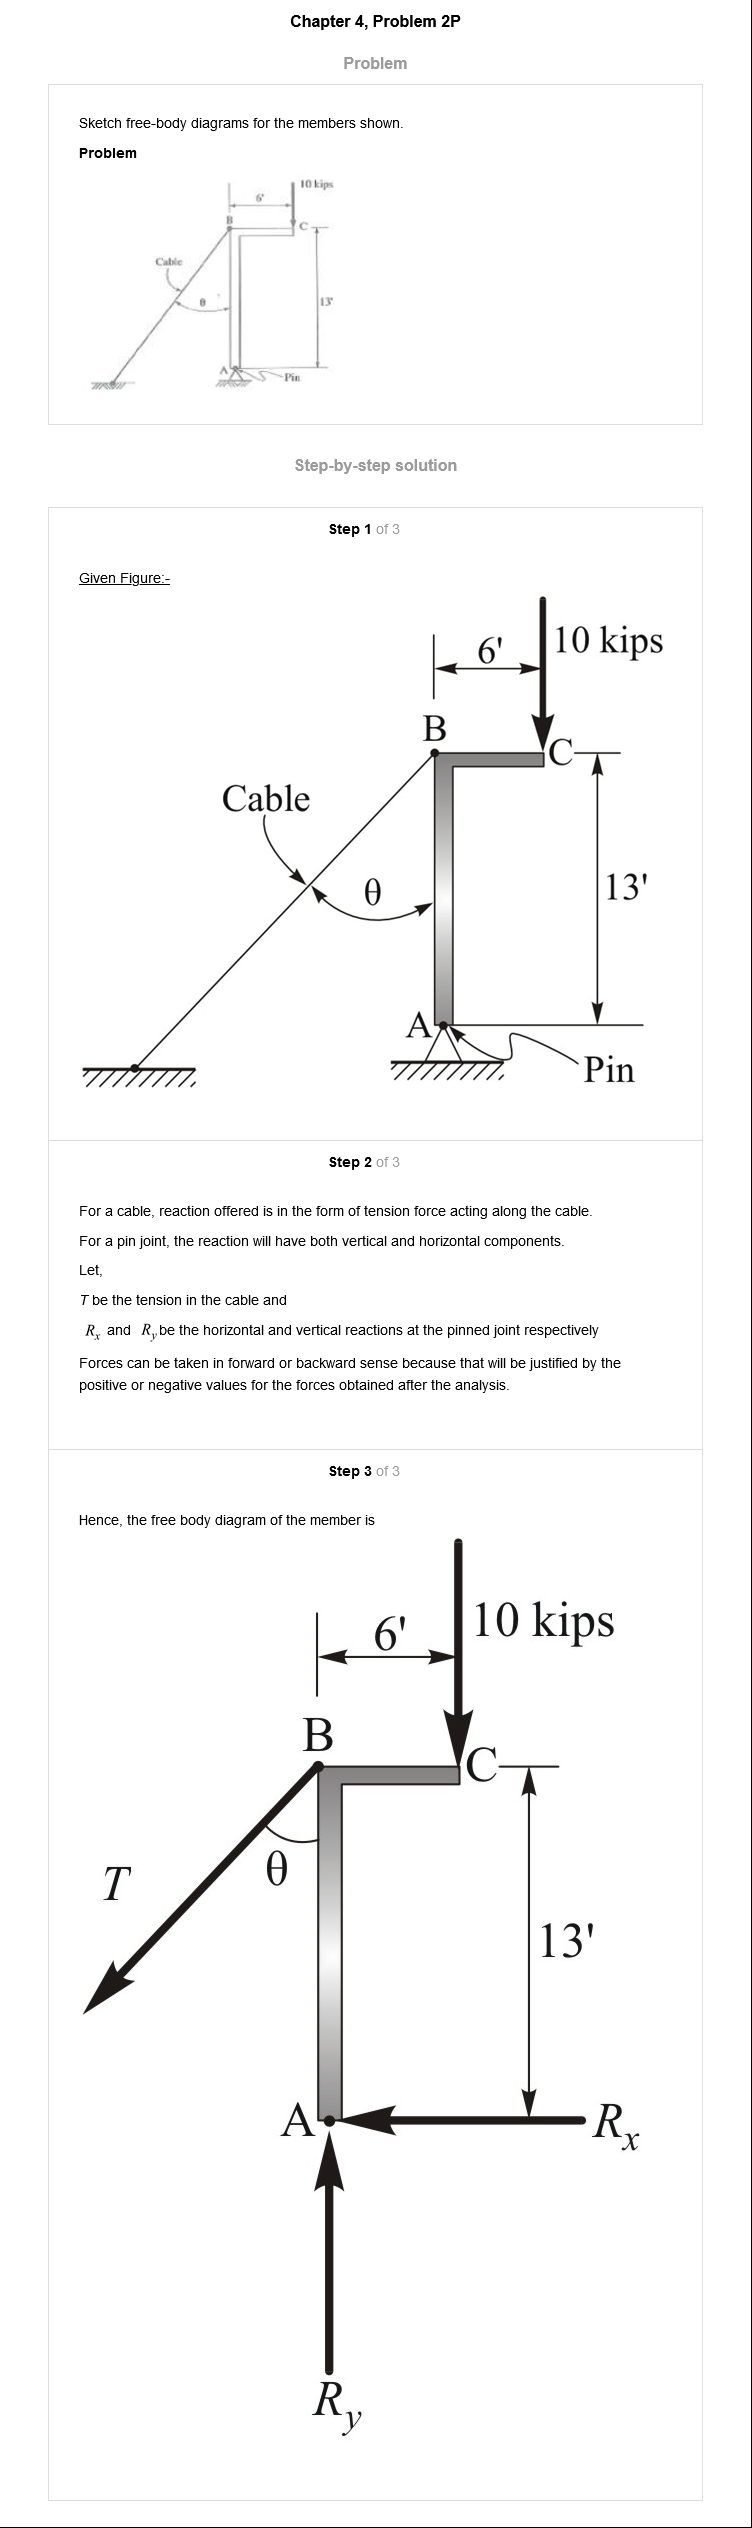 Chapter 4, Problem 2P
Problem
Sketch free-body diagrams for the members shown.
Problem
10 kips
6'
B
C
Cable
θ
13'
A
Pin
Step-by-step solution
Step 1 of 3
Given Figure:-
6'
10 kips
B
C
Cable
θ
13'
A
Pin
Step 2 of 3
For a cable, reaction offered is in the form of tension force acting along the cable.
For a pin joint, the reaction will have both vertical and horizontal components.
Let,
T be the tension in the cable and
Rx and Ry be the horizontal and vertical reactions at the pinned joint respectively
Forces can be taken in forward or backward sense because that will be justified by the
positive or negative values for the forces obtained after the analysis.
Step 3 of 3
Hence, the free body diagram of the member is
6'
10 kips
B
C
T
θ
13'
A
Rx
Ry